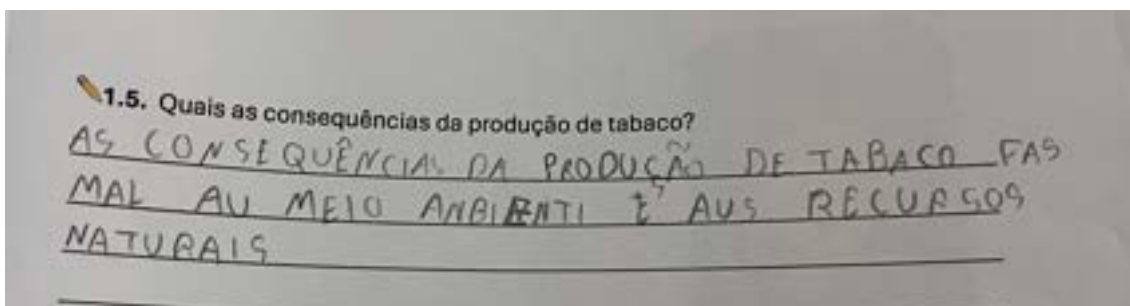 1.5. Quais as consequências da produção de tabaco?
AS CONSEQUÊNCIAS DA PRODUÇÃO DE TABACO FAS
MAL AU MEIO ANBIENTI E AUS RECURSOS
NATURAIS